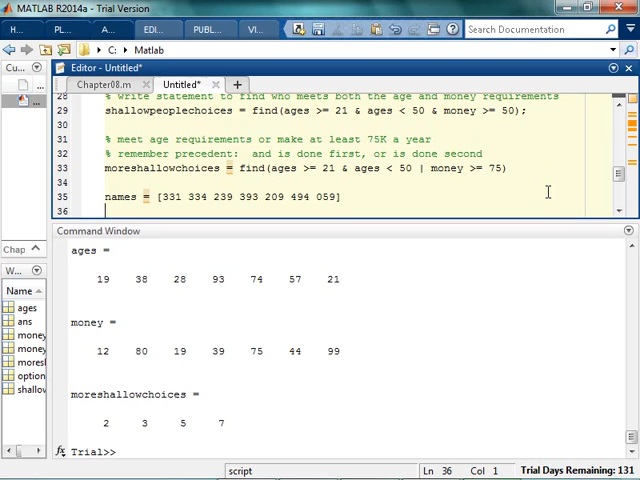 MATLAB R2014a - Trial Version
H... P... A... EDI... PUBL... VI... Search Documentation
C: Matlab
Cu... Editor - Untitled*
Chapter08.m Untitled*
28 % write statement to find who meets both the age and money requirements
29 shallowpeoplechoices = find(ages >= 21 & ages < 50 & money >= 50);
30
31 % meet age requirements or make at least 75K a year
32 % remember precedent: and is done first, or is done second
33 moreshallowchoices = find(ages >= 21 & ages < 50 | money >= 75)
34
35 names = [331 334 239 393 209 494 059]
36
Command Window
Chap
W...
Name
ages
ans
money
money
moresh
option
shallow
ages =
19 38 28 93 74 57 21
money =
12 80 19 39 75 44 99
moreshallowchoices =
2 3 5 7
fx Trial>>
script Ln 36 Col 1 Trial Days Remaining: 131